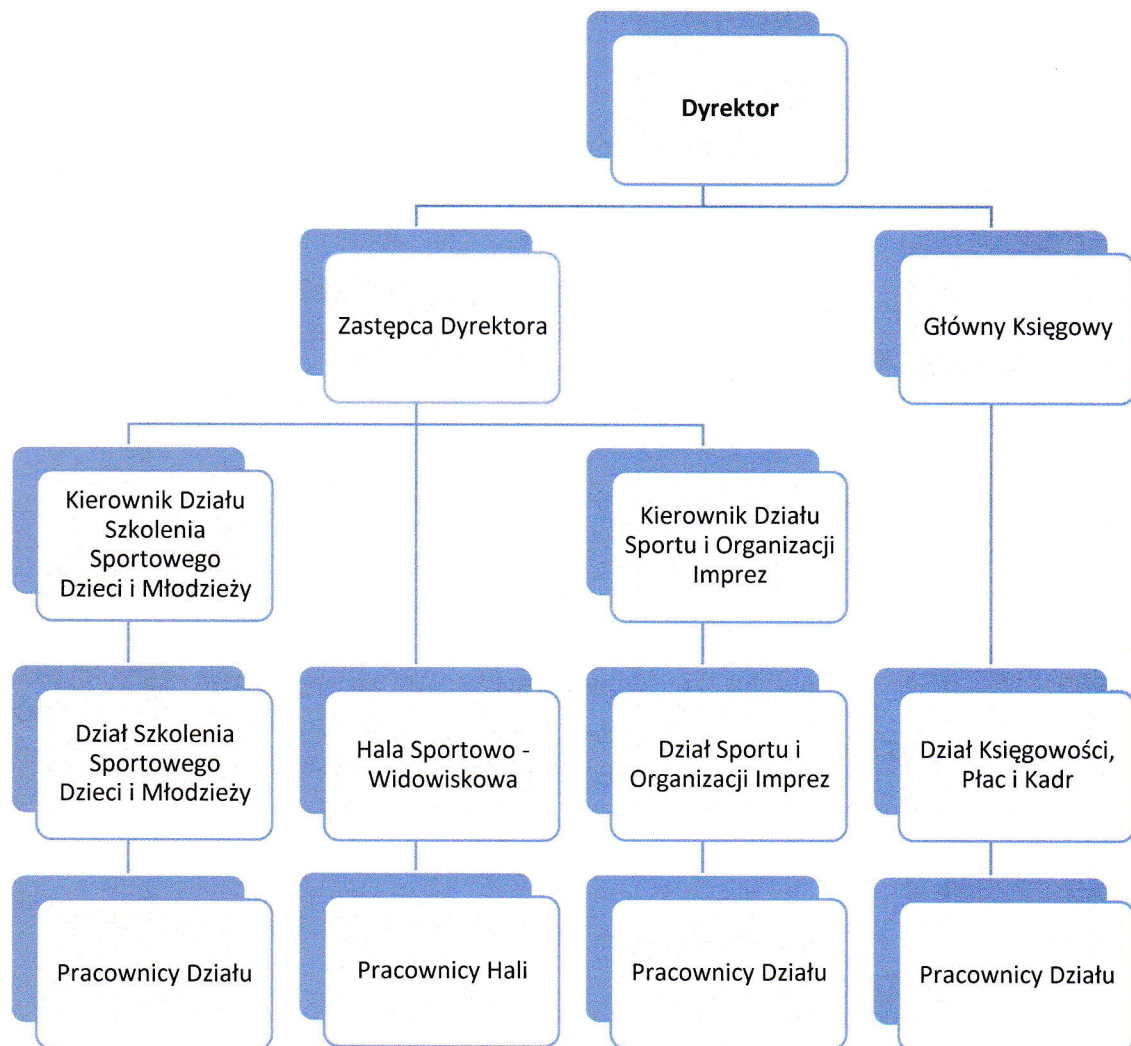 Dyrektor
Zastępca Dyrektora
Główny Księgowy
Kierownik Działu
Szkolenia
Sportowego
Dzieci i Młodzieży
Kierownik Działu
Sportu i Organizacji
Imprez
Dział Szkolenia
Sportowego
Dzieci i Młodzieży
Hala Sportowo -
Widowiskowa
Dział Sportu i
Organizacji Imprez
Dział Księgowości,
Płac i Kadr
Pracownicy Działu
Pracownicy Hali
Pracownicy Działu
Pracownicy Działu